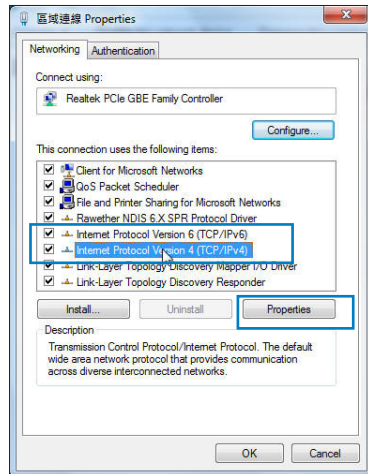 區域連線 Properties
Networking
Authentication
Connect using:
Realtek PCIe GBE Family Controller
Configure...
This connection uses the following items:
Client for Microsoft Networks
QoS Packet Scheduler
File and Printer Sharing for Microsoft Networks
Rawether NDIS 6.X SPR Protocol Driver
Internet Protocol Version 6 (TCP/IPv6)
Internet Protocol Version 4 (TCP/IPv4)
Link-Layer Topology Discovery Mapper I/O Driver
Link-Layer Topology Discovery Responder
Install...
Uninstall
Properties
Description
Transmission Control Protocol/Internet Protocol. The default
wide area network protocol that provides communication
across diverse interconnected networks.
OK
Cancel